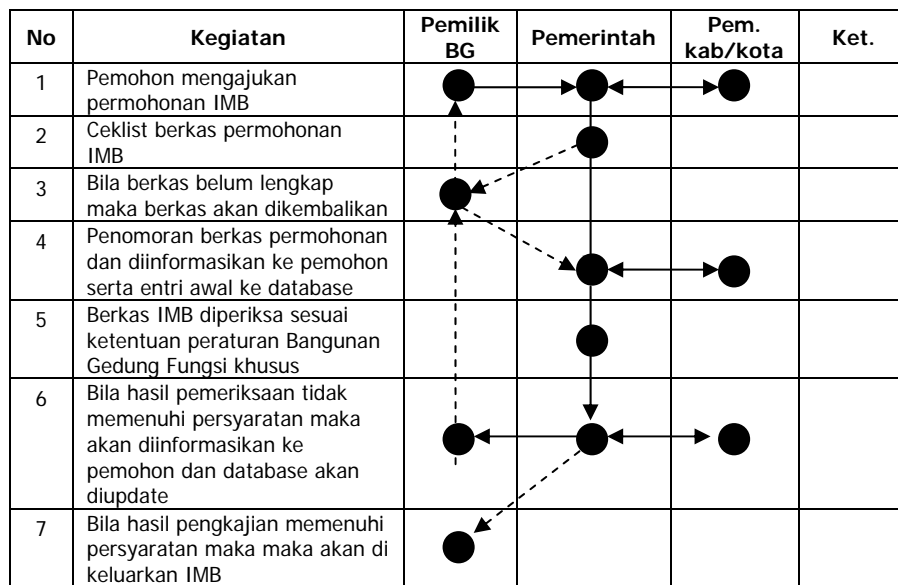 No Kegiatan Pemilik BG Pemerintah Pem. kab/kota Ket.
1 Pemohon mengajukan
permohonan IMB
2 Ceklist berkas permohonan
IMB
3 Bila berkas belum lengkap
maka berkas akan dikembalikan
4 Penomoran berkas permohonan
dan diinformasikan ke pemohon
serta entri awal ke database
5 Berkas IMB diperiksa sesuai
ketentuan peraturan Bangunan
Gedung Fungsi khusus
6 Bila hasil pemeriksaan tidak
memenuhi persyaratan maka
akan diinformasikan ke
pemohon dan database akan
diupdate
7 Bila hasil pengkajian memenuhi
persyaratan maka maka akan di
keluarkan IMB